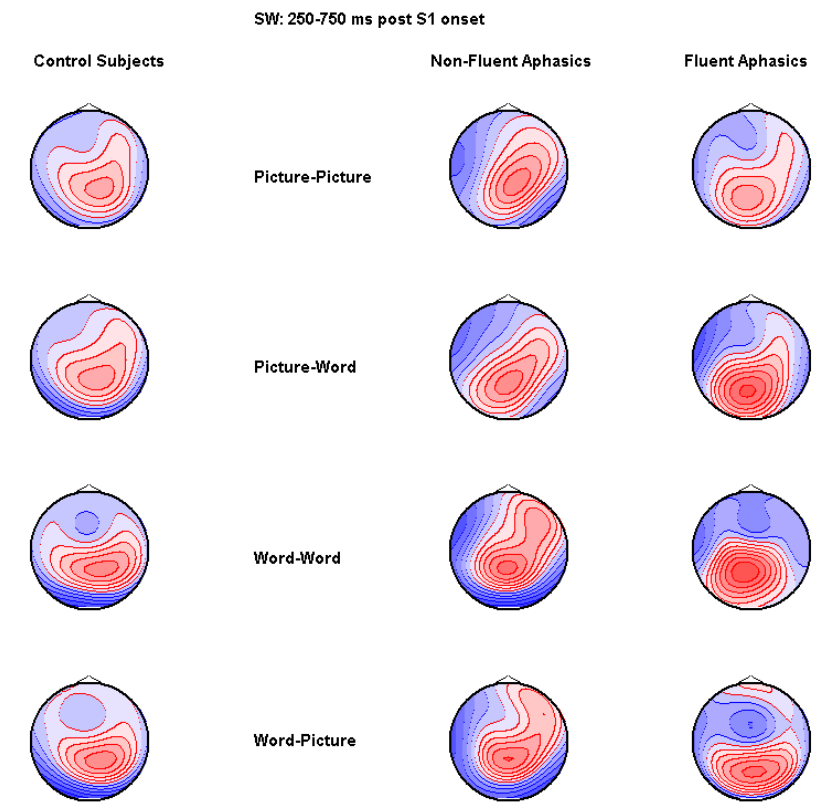 SW: 250-750 ms post S1 onset
Control Subjects
Non-Fluent Aphasics
Fluent Aphasics
Picture-Picture
Picture-Word
Word-Word
Word-Picture